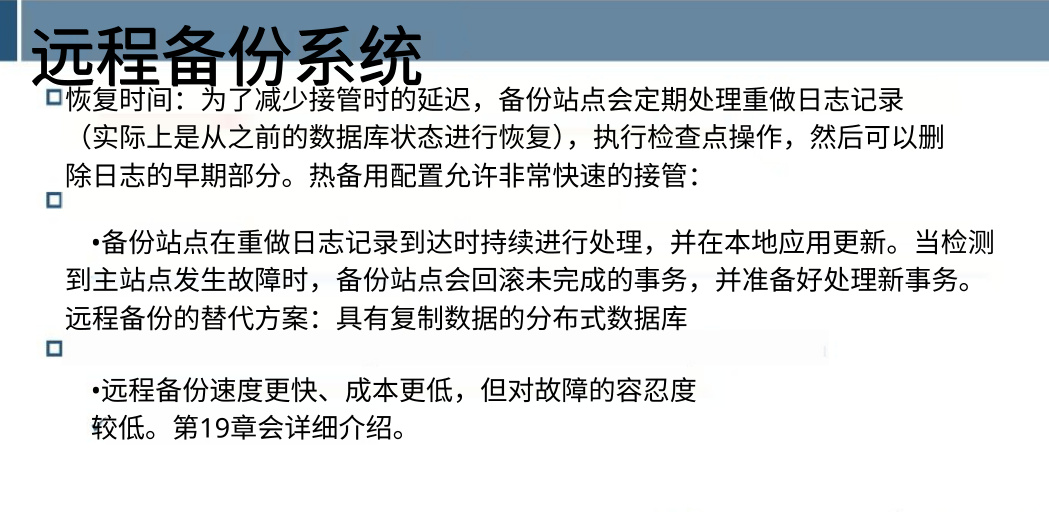 远程备份系统
恢复时间：为了减少接管时的延迟，备份站点会定期处理重做日志记录
（实际上是从之前的数据库状态进行恢复），执行检查点操作，然后可以删
除日志的早期部分。热备用配置允许非常快速的接管：
•备份站点在重做日志记录到达时持续进行处理，并在本地应用更新。当检测
到主站点发生故障时，备份站点会回滚未完成的事务，并准备好处理新事务。
远程备份的替代方案：具有复制数据的分布式数据库
•远程备份速度更快、成本更低，但对故障的容忍度
较低。第19章会详细介绍。